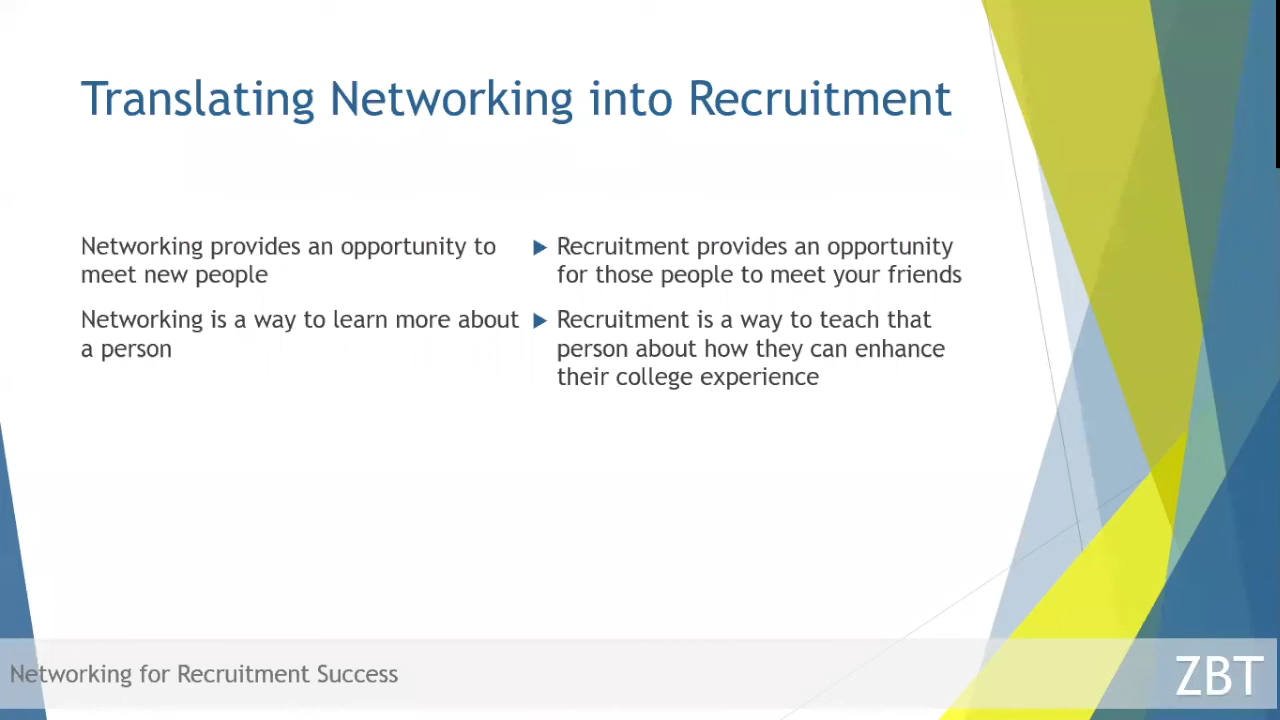 Translating Networking into Recruitment
Networking provides an opportunity to
meet new people
Networking is a way to learn more about
a person
Recruitment provides an opportunity
for those people to meet your friends
Recruitment is a way to teach that
person about how they can enhance
their college experience
Networking for Recruitment Success
ZBT